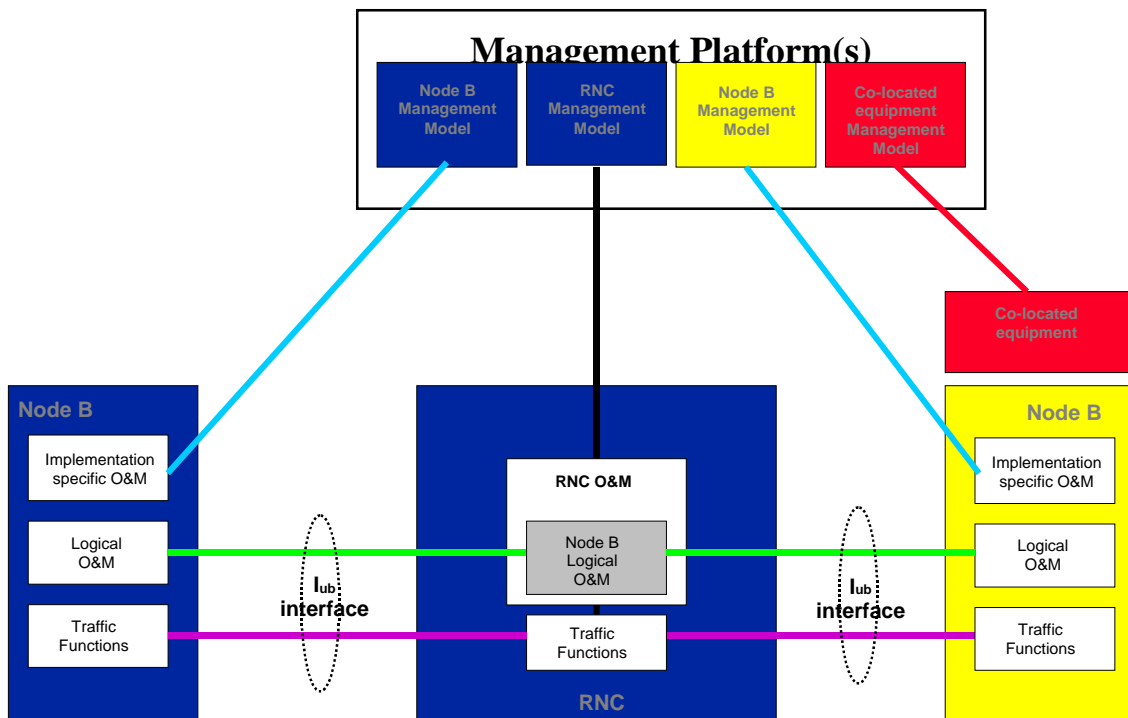 Management Platform(s)
Node B
Management
Model
RNC
Management
Model
Node B
Management
Model
Co-located
equipment
Management
Model
Co-located
equipment
Node B
Implementation
specific O&M
Logical
O&M
Traffic
Functions
Iub
interface
RNC O&M
Node B
Logical
O&M
Traffic
Functions
RNC
Iub
interface
Node B
Implementation
specific O&M
Logical
O&M
Traffic
Functions